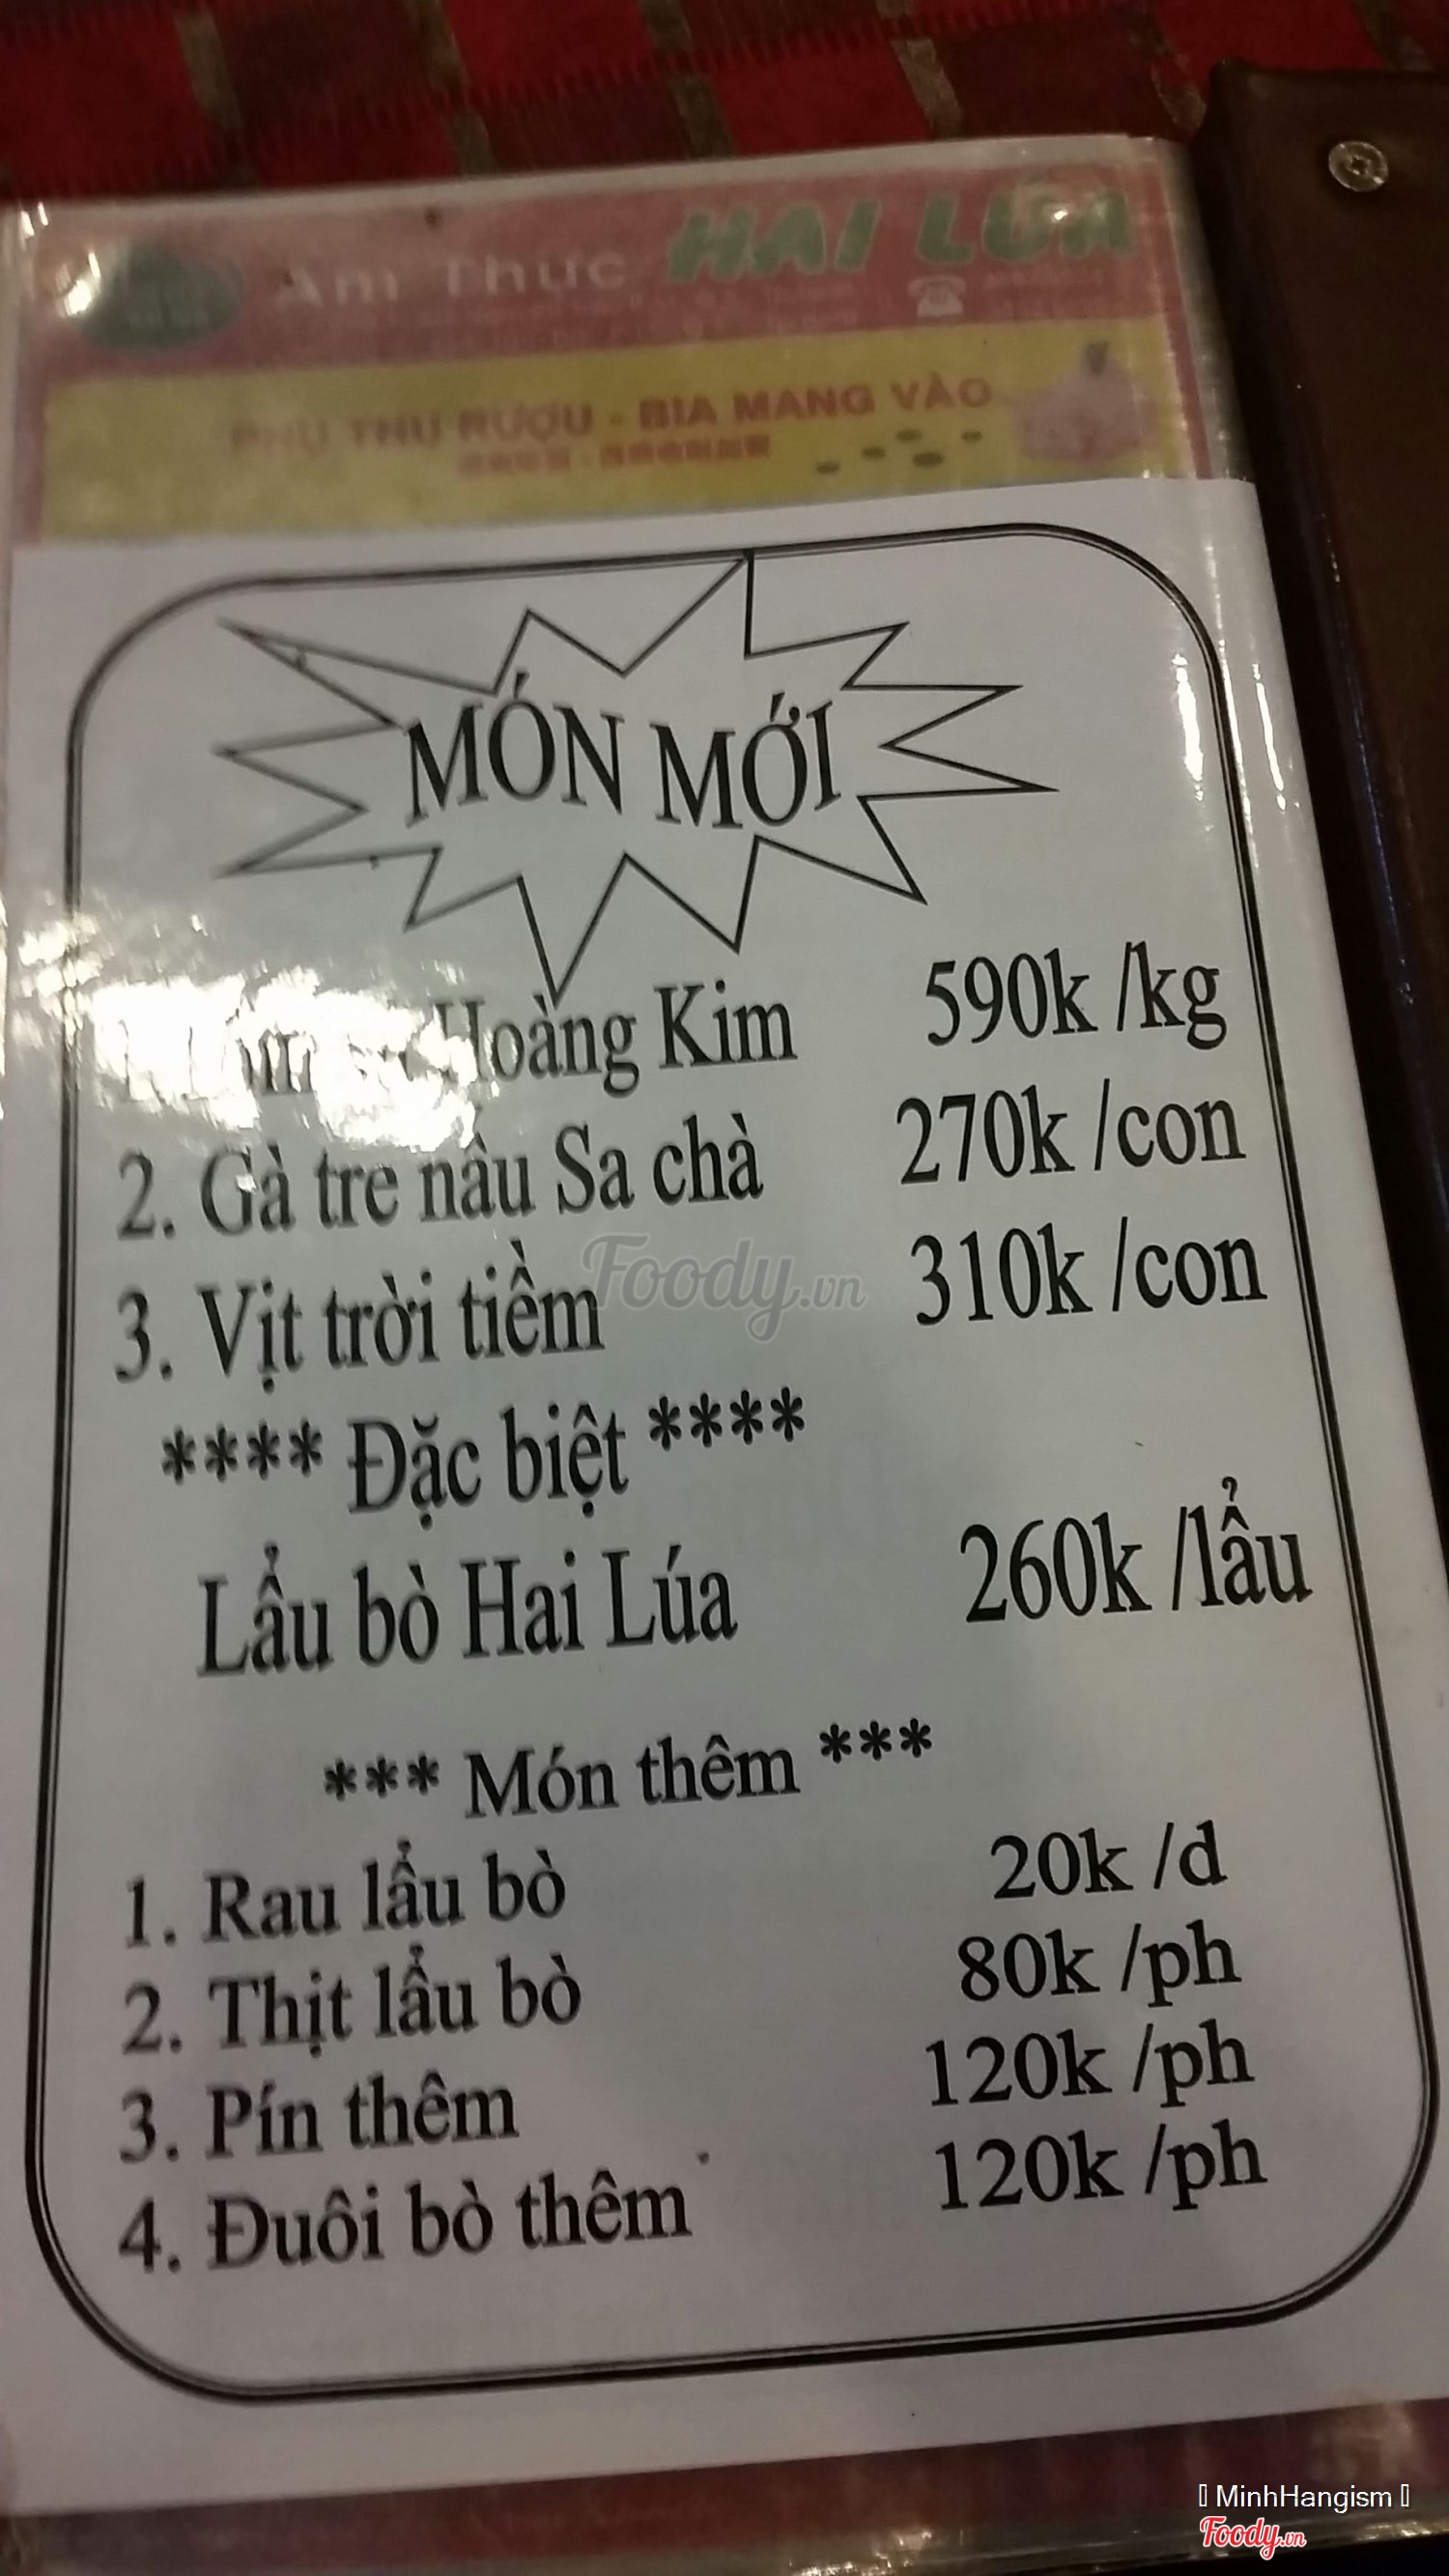 Ẩm Thực HAI LÚA
PHỤ THU RƯỢU - BIA MANG VÀO
MÓN MỚI
Hoàng Kim 590k /kg
2. Gà tre nấu Sa chà 270k /con
3. Vịt trời tiềm 310k /con
**** Đặc biệt ****
Lẩu bò Hai Lúa 260k /lẩu
*** Món thêm ***
1. Rau lẩu bò 20k /d
2. Thịt lẩu bò 80k /ph
3. Pín thêm 120k /ph
4. Đuôi bò thêm 120k /ph
Foody.vn
MinhHangism
Foody.vn